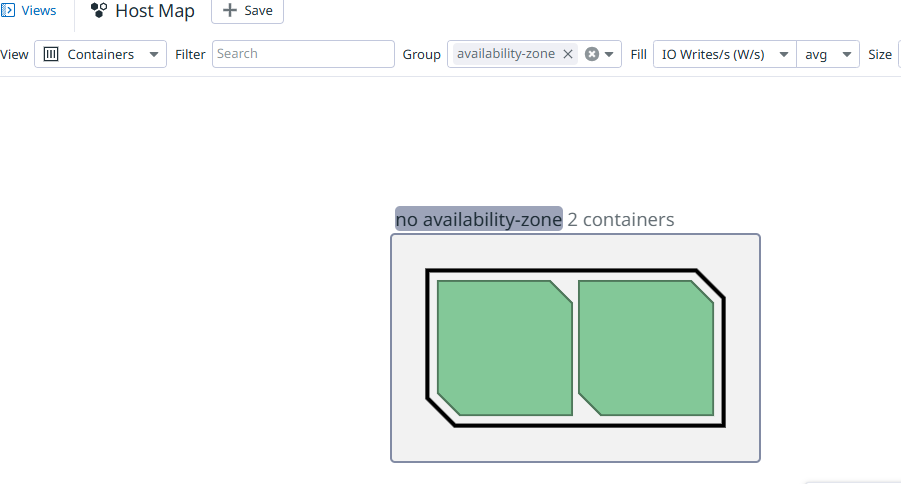 Views
Host Map
Save
View Containers Filter Search Group availability-zone Fill IO Writes/s (W/s) avg Size
no availability-zone 2 containers